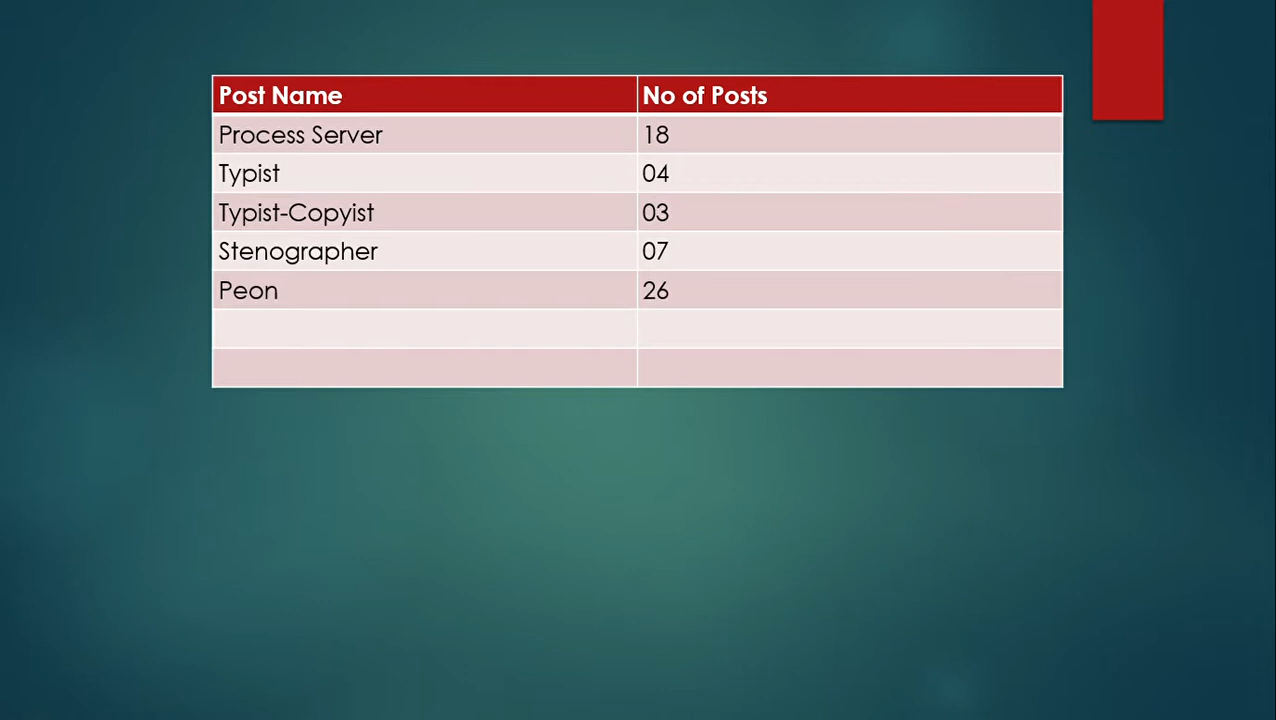 Post Name No of Posts
Process Server 18
Typist 04
Typist-Copyist 03
Stenographer 07
Peon 26